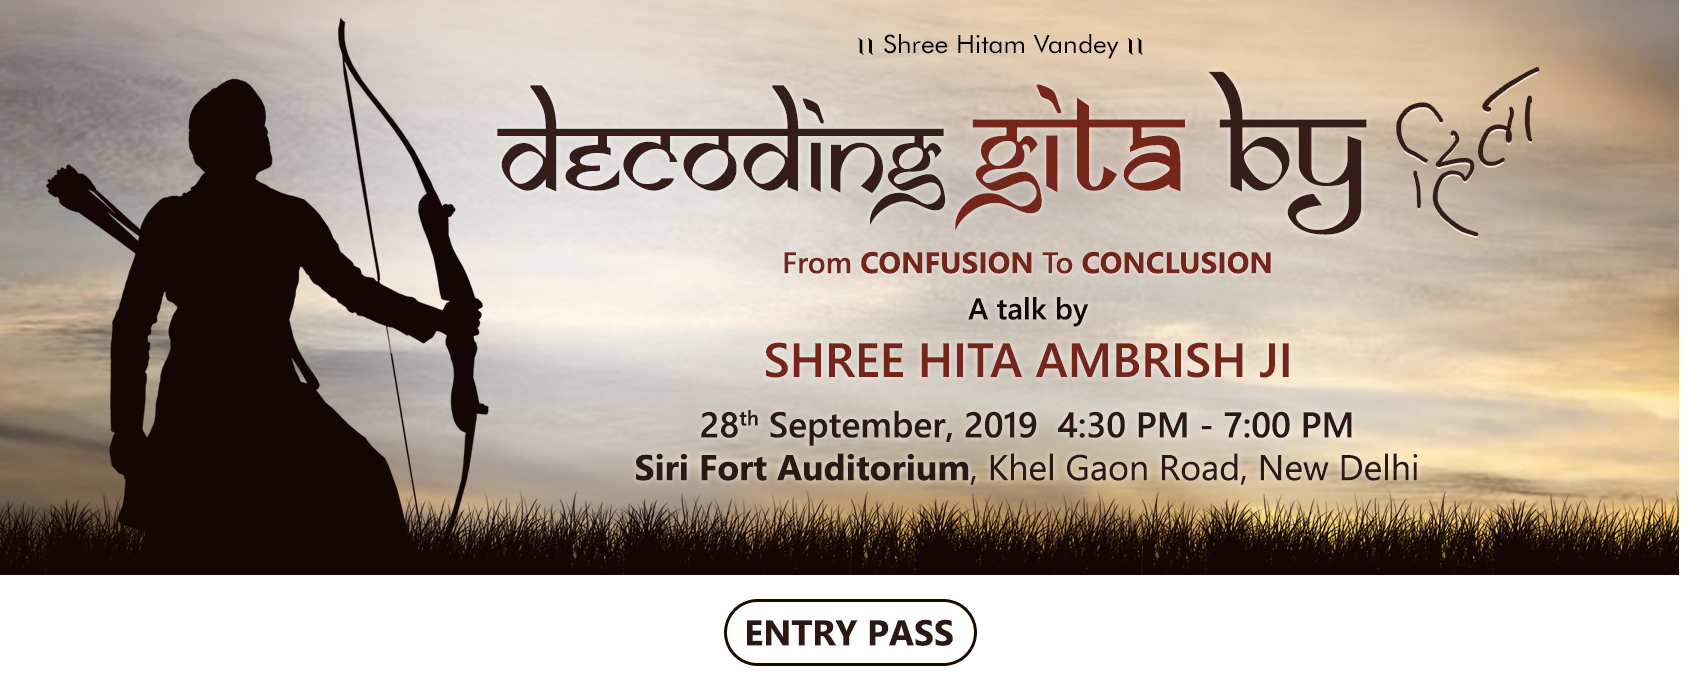 ।। Shree Hitam Vandey ।।
decoding gita by हिता
From CONFUSION To CONCLUSION
A talk by
SHREE HITA AMBRISH JI
28th September, 2019 4:30 PM - 7:00 PM
Siri Fort Auditorium, Khel Gaon Road, New Delhi
ENTRY PASS